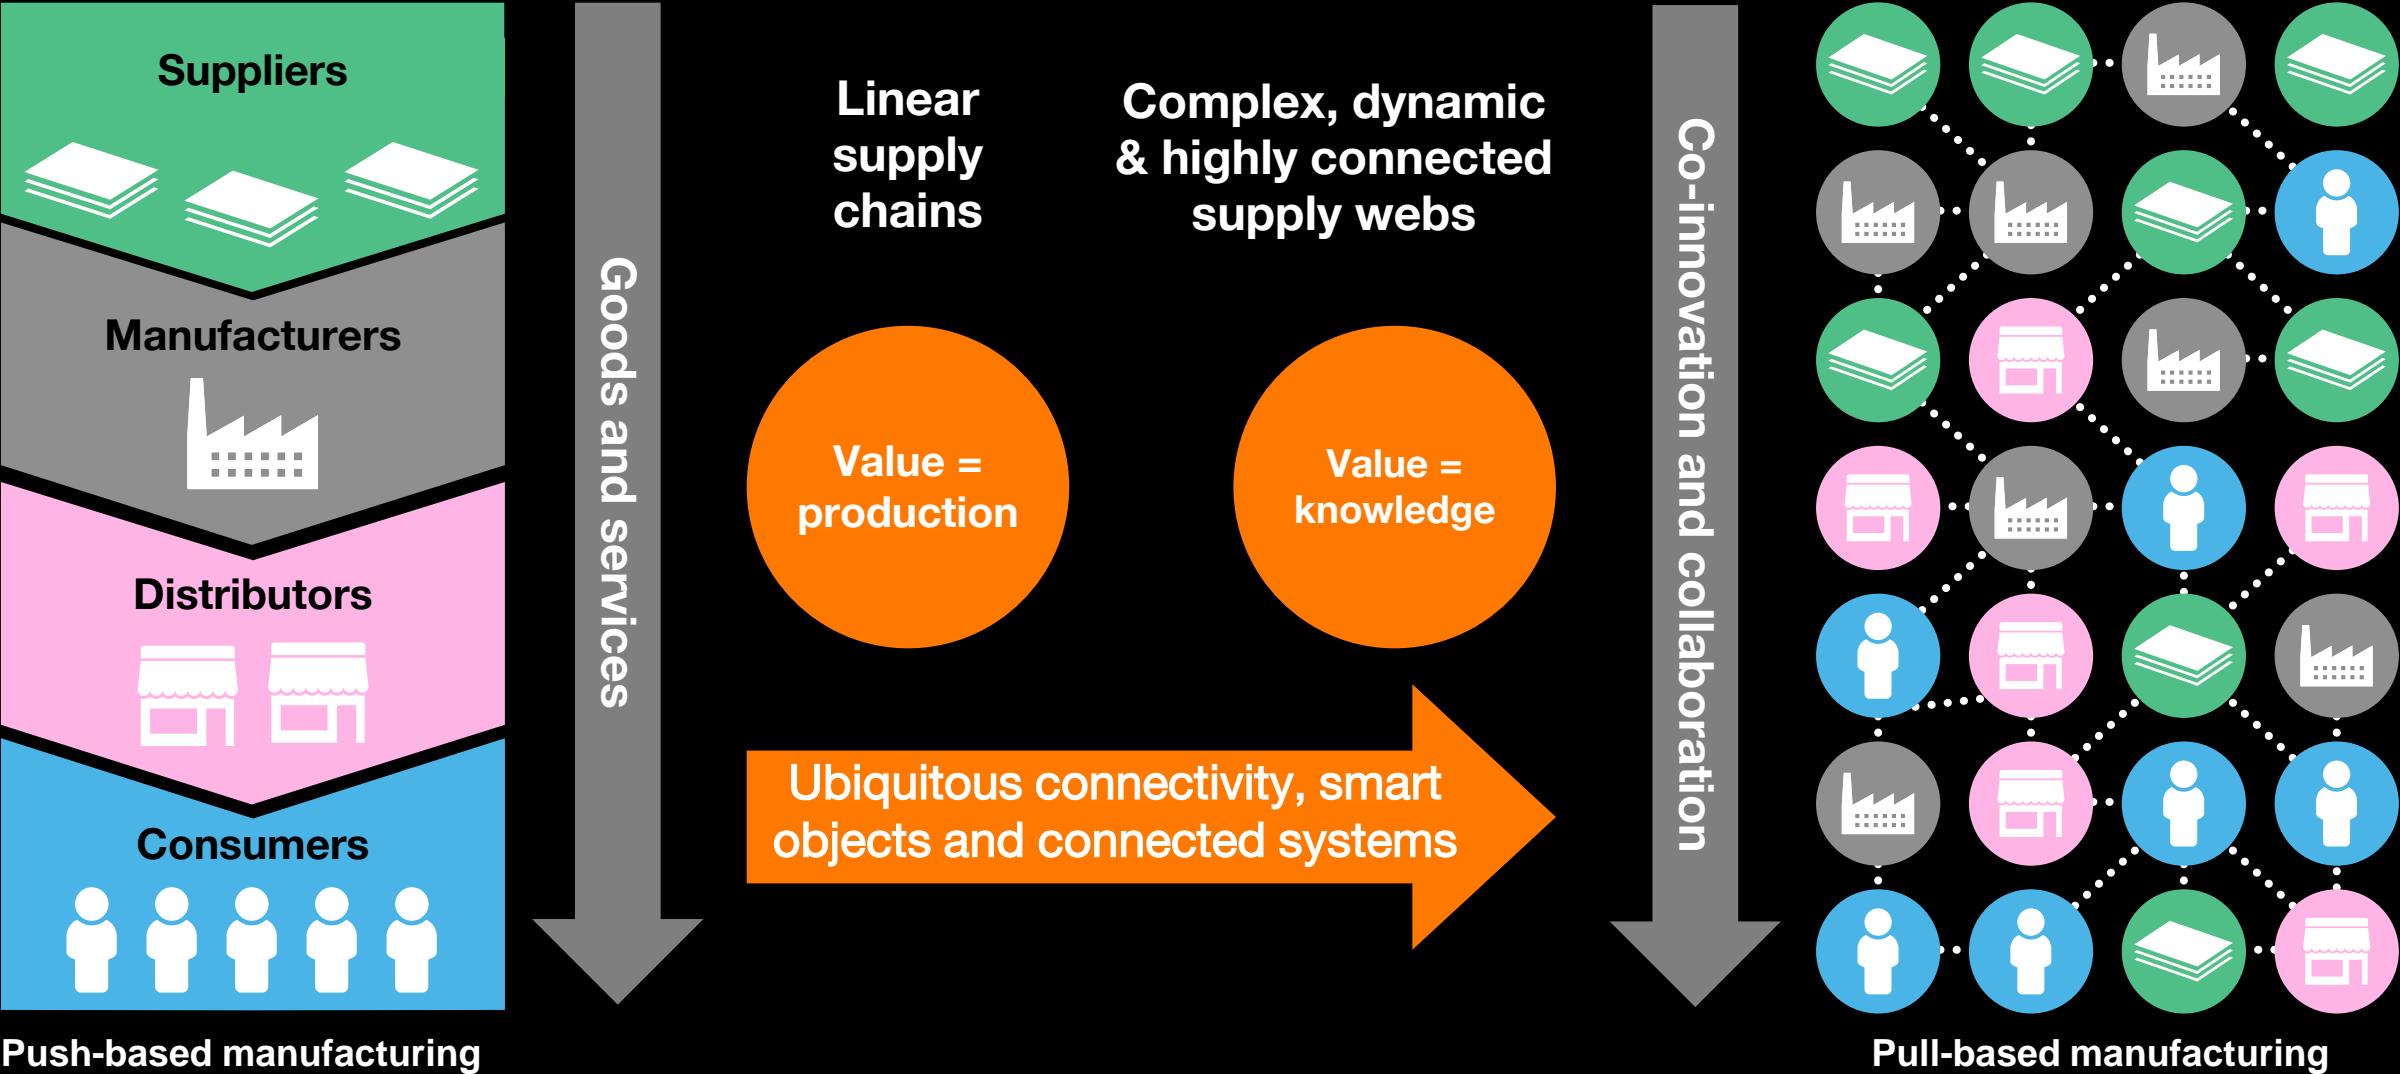 Suppliers
Manufacturers
Distributors
Consumers
Push-based manufacturing
Goods and services
Linear
supply
chains
Value =
production
Complex, dynamic
& highly connected
supply webs
Value =
knowledge
Ubiquitous connectivity, smart
objects and connected systems
Co-innovation and collaboration
Pull-based manufacturing